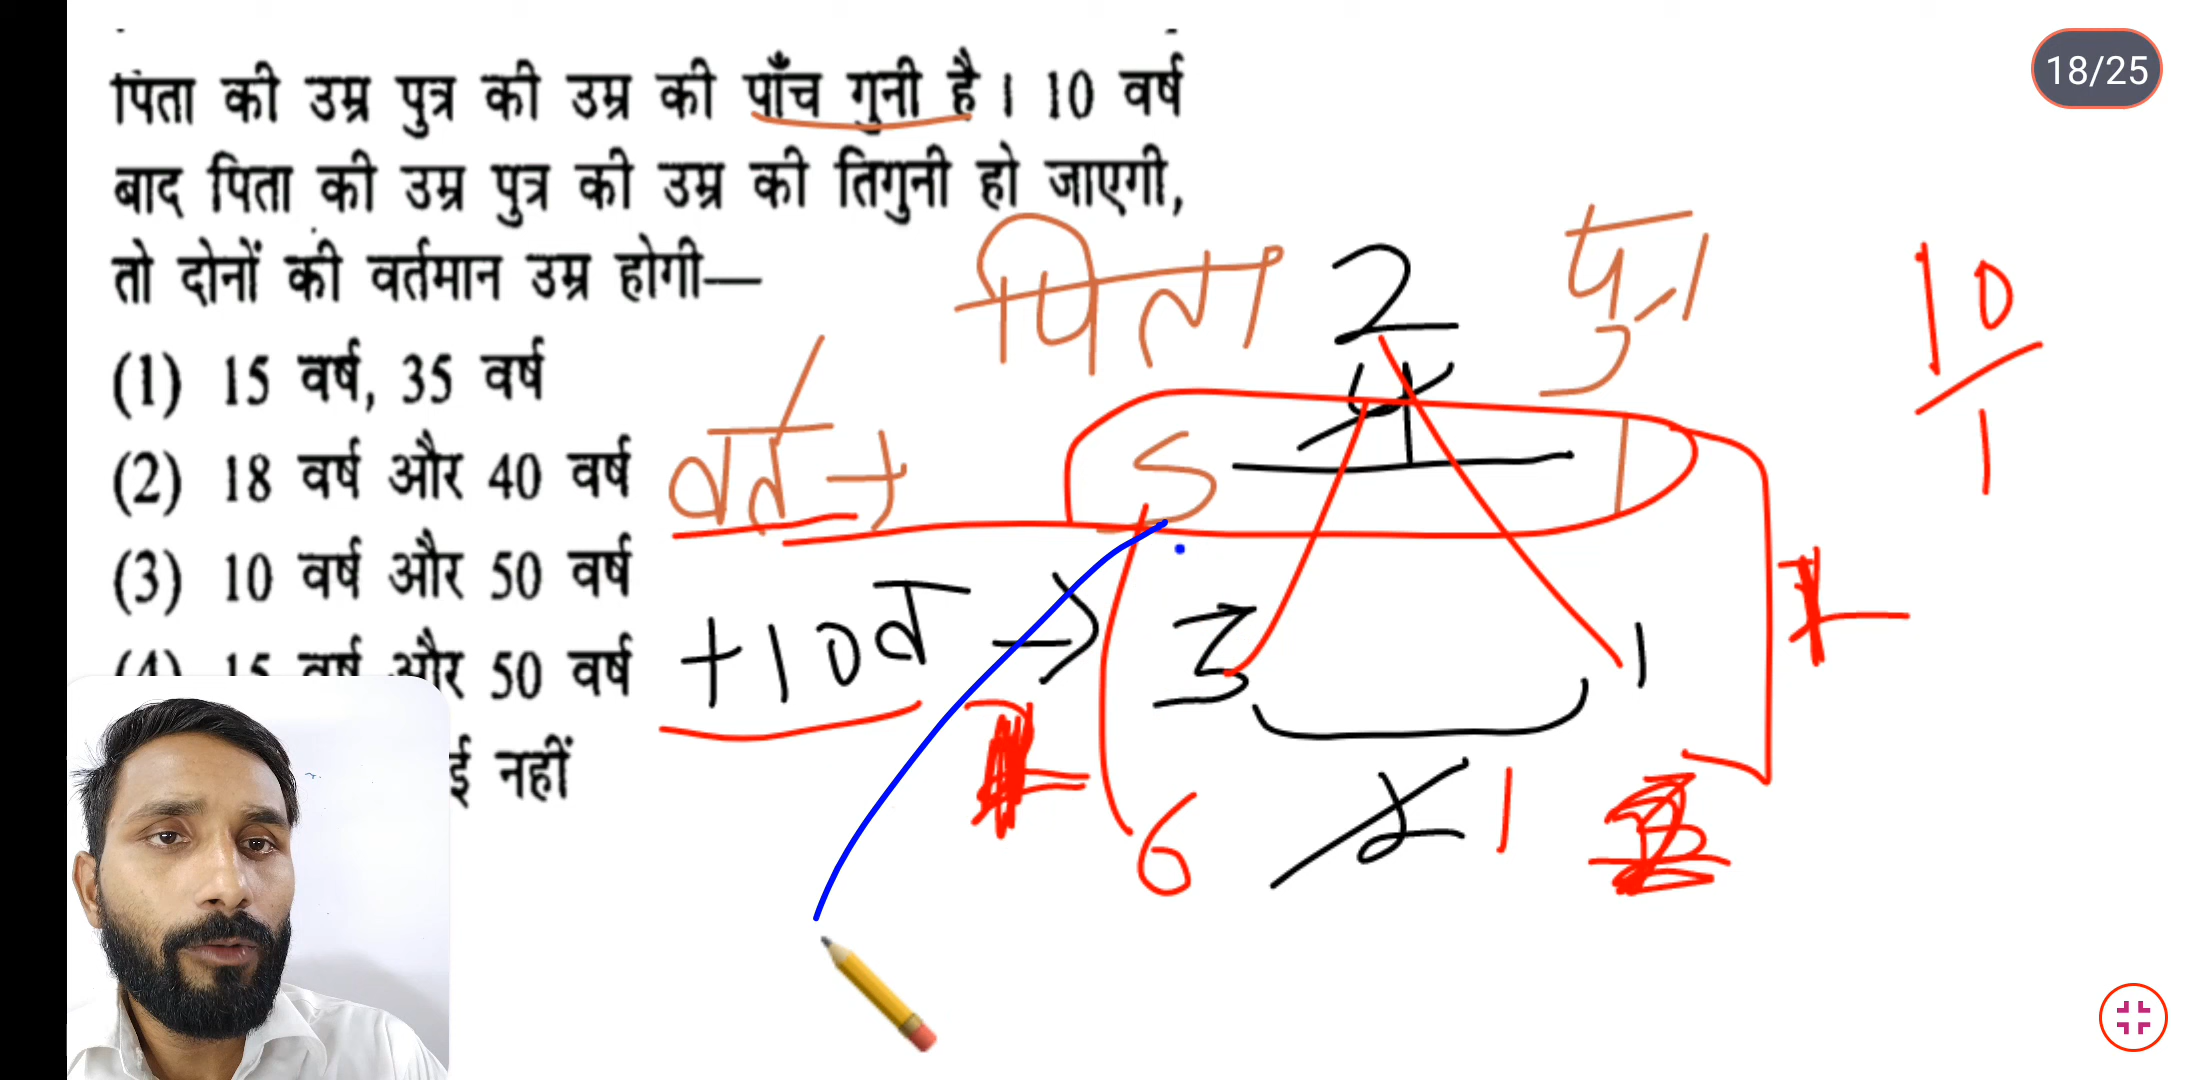 पिता की उम्र पुत्र की उम्र की पाँच गुनी है। 10 वर्ष
बाद पिता की उम्र पुत्र की उम्र की तिगुनी हो जाएगी,
तो दोनों की वर्तमान उम्र होगी—
(1) 15 वर्ष, 35 वर्ष
(2) 18 वर्ष और 40 वर्ष
(3) 10 वर्ष और 50 वर्ष
(4) 15 वर्ष और 50 वर्ष
ई नहीं
18/25
पिता 2
10
1
वर्त → 5 4 1
+10व → 3 1
6 2 1